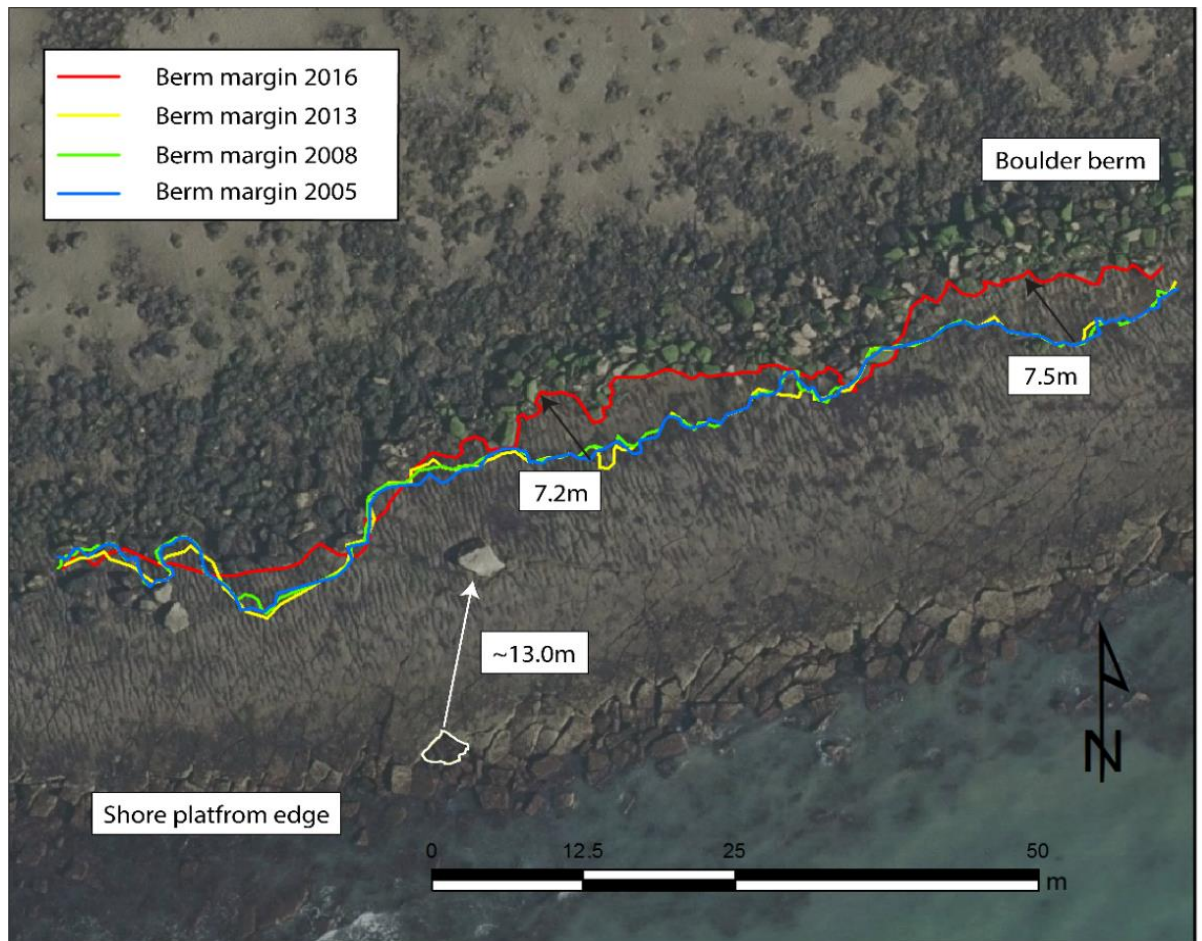 Berm margin 2016
Berm margin 2013
Berm margin 2008
Berm margin 2005
Boulder berm
7.5m
7.2m
~13.0m
N
Shore platfrom edge
0 12.5 25 50
m